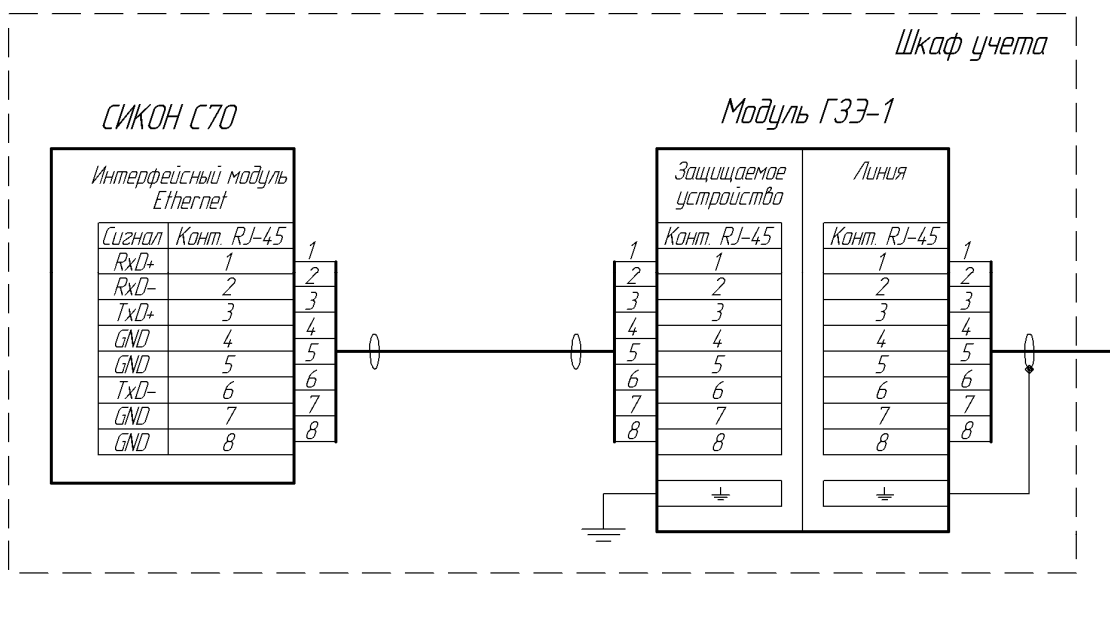 Шкаф учета
СИКОН С70
Интерфейсный модуль
Ethernet
Сигнал Конт. RJ-45
RxD+ 1 1
RxD- 2 2
TxD+ 3 3
GND 4 4
GND 5 5
TxD- 6 6
GND 7 7
GND 8 8
Модуль ГЗЭ-1
Защищаемое
устройство
Конт. RJ-45
1 1
2 2
3 3
4 4
5 5
6 6
7 7
8 8
Линия
Конт. RJ-45
1 1
2 2
3 3
4 4
5 5
6 6
7 7
8 8